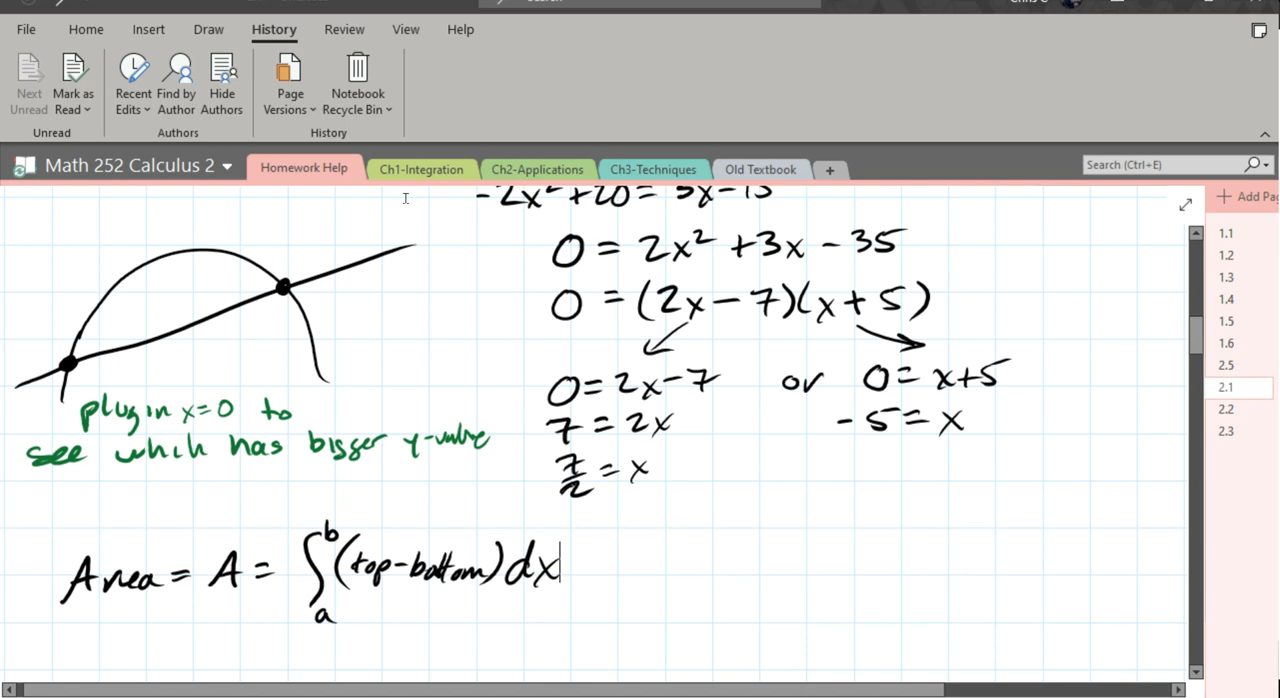 File Home Insert Draw History Review View Help
Next Unread
Mark as Read
Recent Edits
Find by Author
Hide Authors
Page Versions
Notebook Recycle Bin
Unread Authors History
Math 252 Calculus 2 Homework Help Ch1-Integration Ch2-Applications Ch3-Techniques Old Textbook + Search (Ctrl+E)
+ Add
1.1
1.2
1.3
1.4
1.5
1.6
2.5
2.1
2.2
2.3
0 = 2x² + 3x - 35
0 = (2x - 7)(x + 5)
0 = 2x - 7 or 0 = x + 5
7 = 2x -5 = x
7/2 = x
plug in x=0 to
see which has bigger y-value
Area = A = ∫_a^b (top-bottom) dx